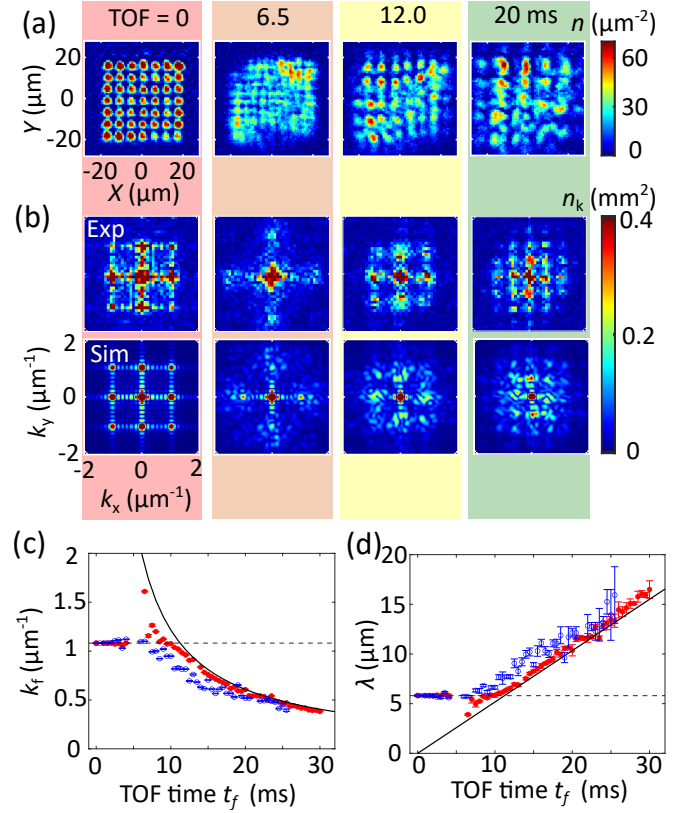 (a) TOF = 0 6.5 12.0 20 ms n (μm⁻²)
20 60
Y (μm) 0 30
-20 0
-20 0 20
X (μm)
(b) nₖ (mm²)
Exp 0.4
2 Sim 0.2
k_y (μm⁻¹) 0
-2 0
-2 0 2
kₓ (μm⁻¹)
(c) (d)
2 20
1.5 15
k_f (μm⁻¹) 1 λ (μm) 10
0.5 5
0 0
0 10 20 30 0 10 20 30
TOF time t_f (ms) TOF time t_f (ms)